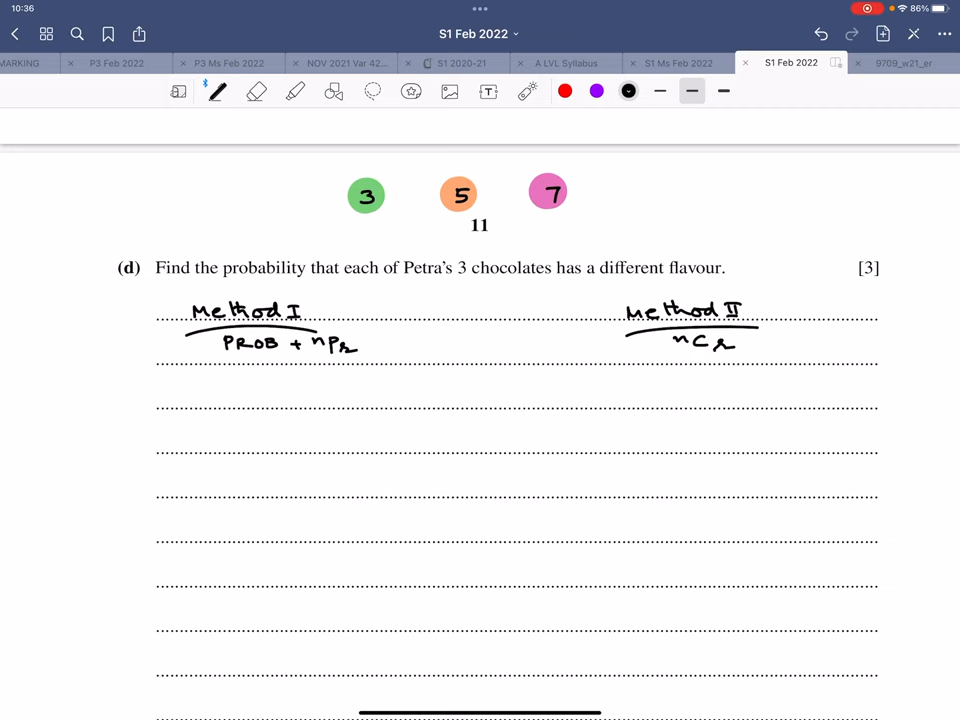 10:36
86%
S1 Feb 2022
MARKING
P3 Feb 2022
P3 Ms Feb 2022
NOV 2021 Var 42...
S1 2020-21
A LVL Syllabus
S1 Ms Feb 2022
S1 Feb 2022
9709_w21_er
3 5 7
11
(d) Find the probability that each of Petra's 3 chocolates has a different flavour. [3]
Method I Method II
PROB + nPr nCr